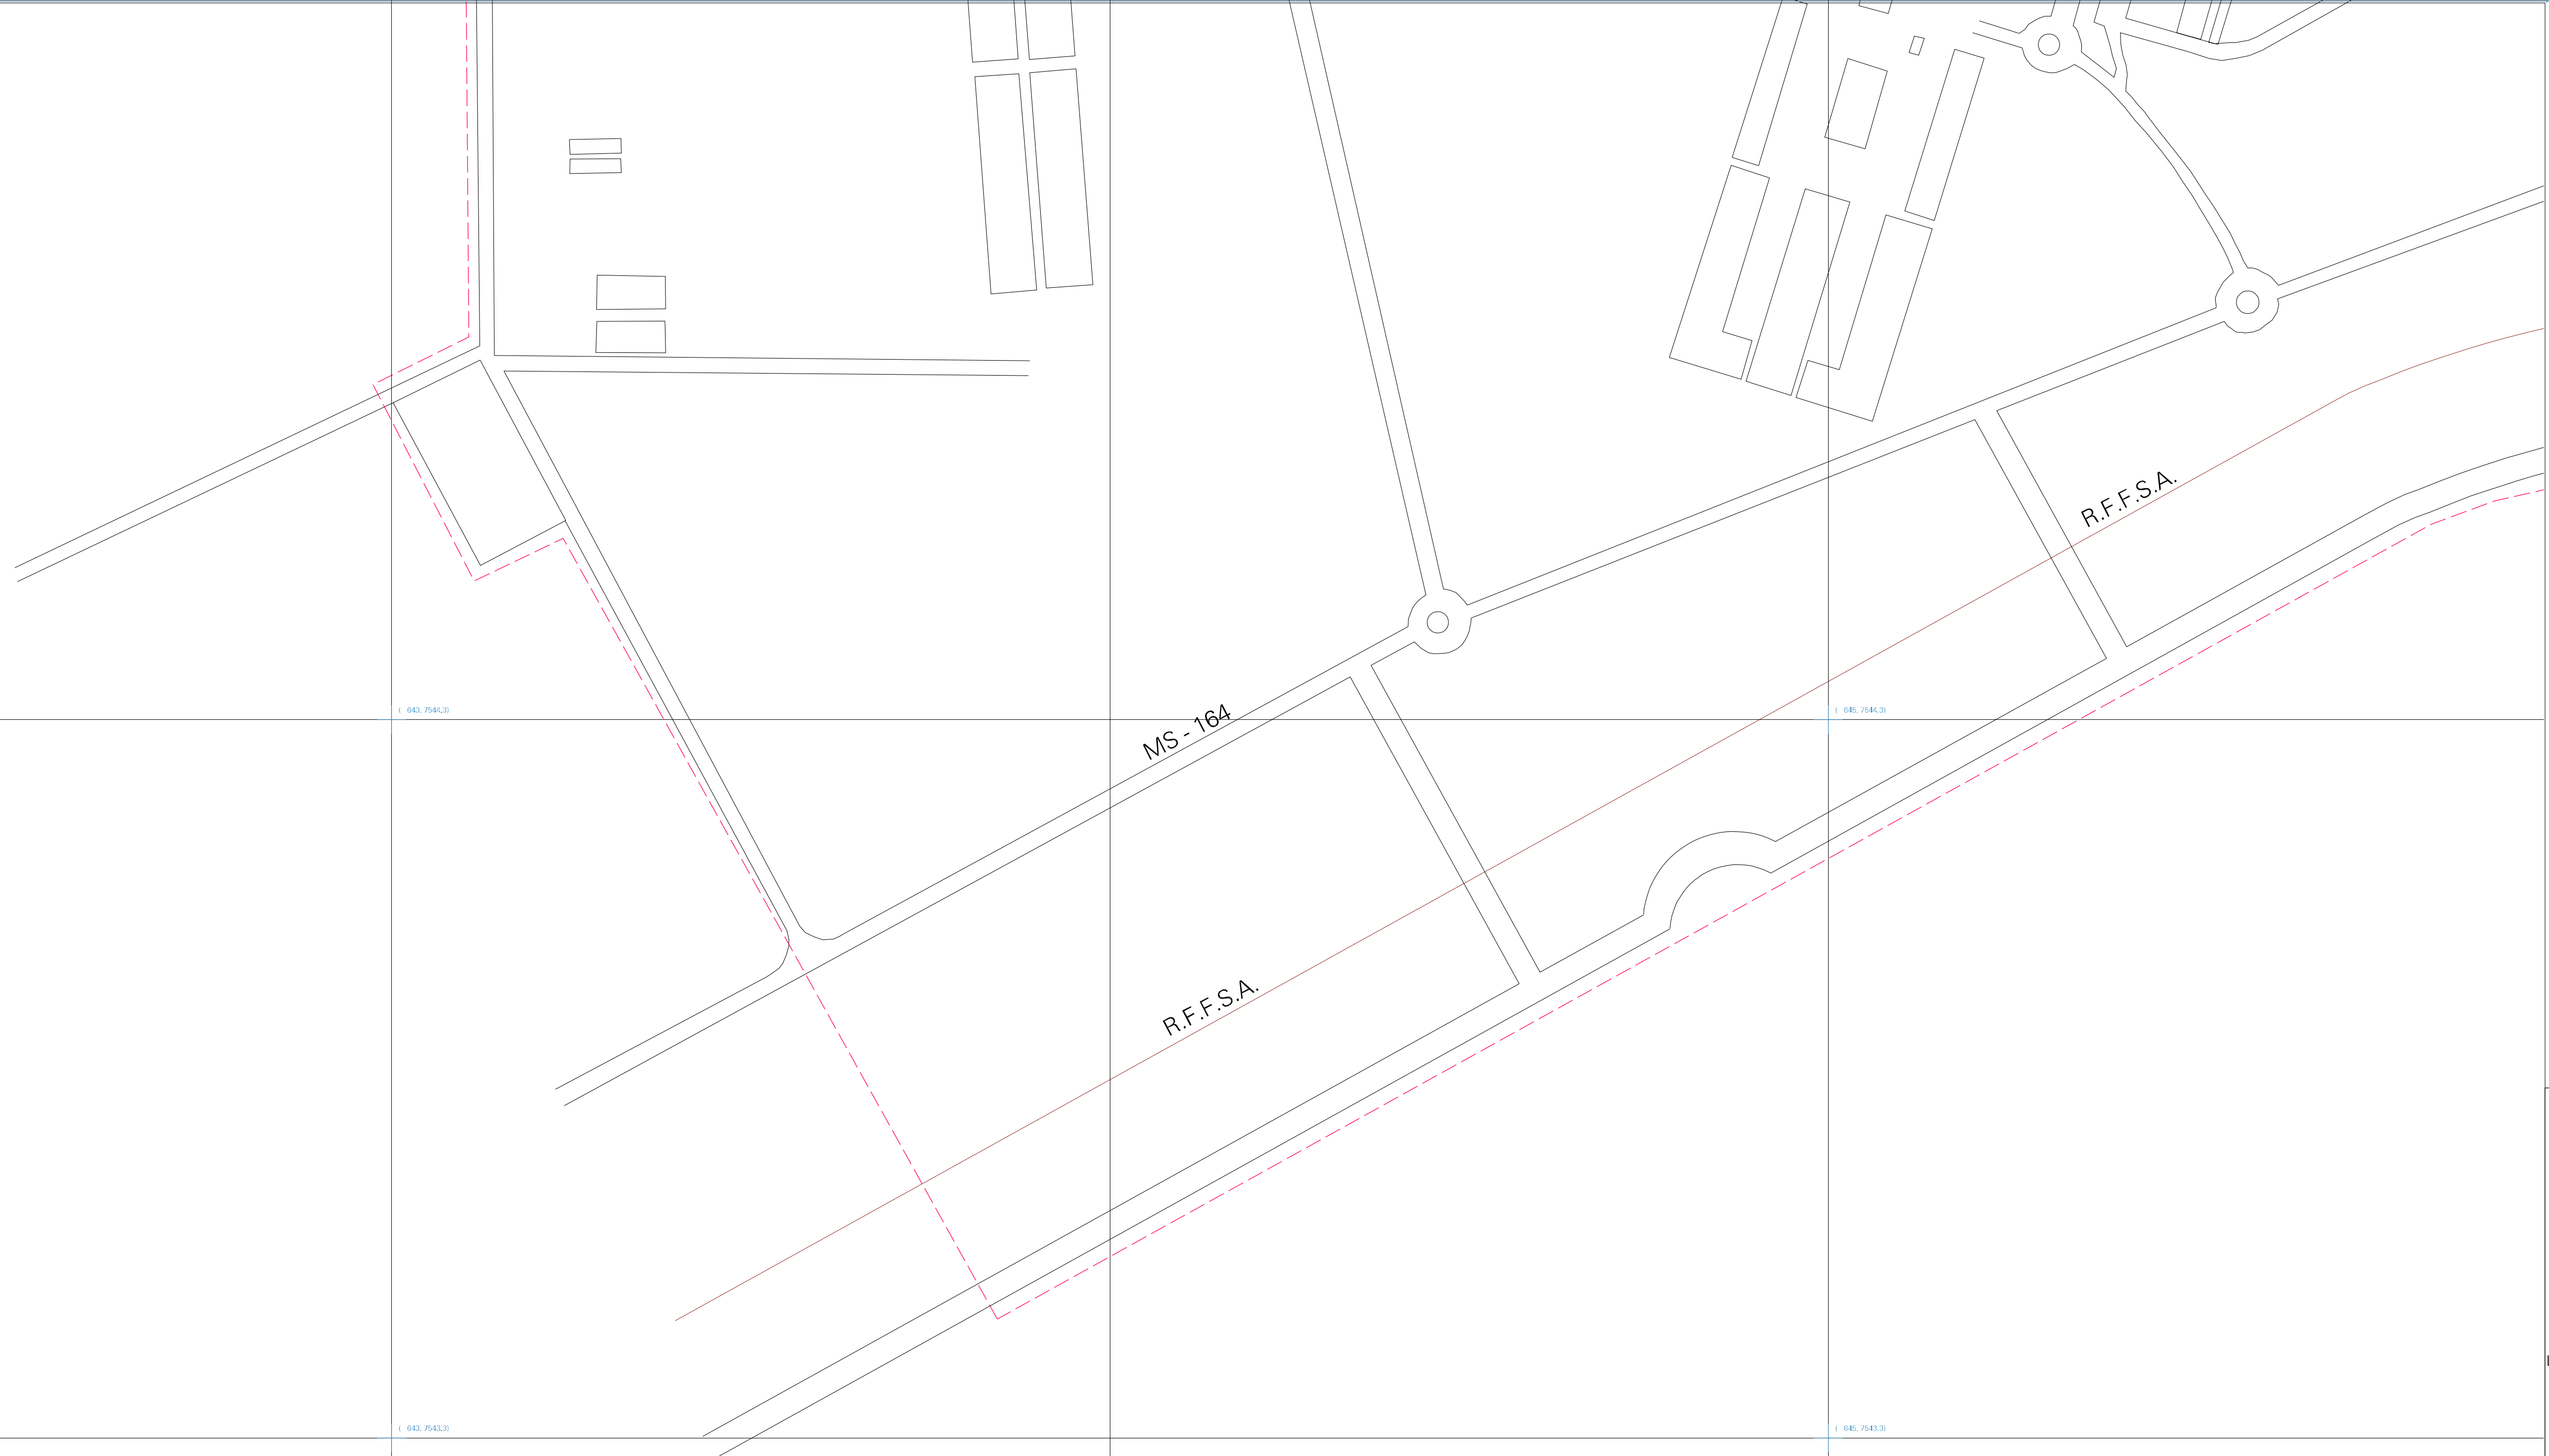 R.F.F.S.A.
( 643, 7544,3)
( 645, 7544.3)
MS - 164
R.F.F.S.A.
( 643, 7543,3)
( 645, 7543.3)